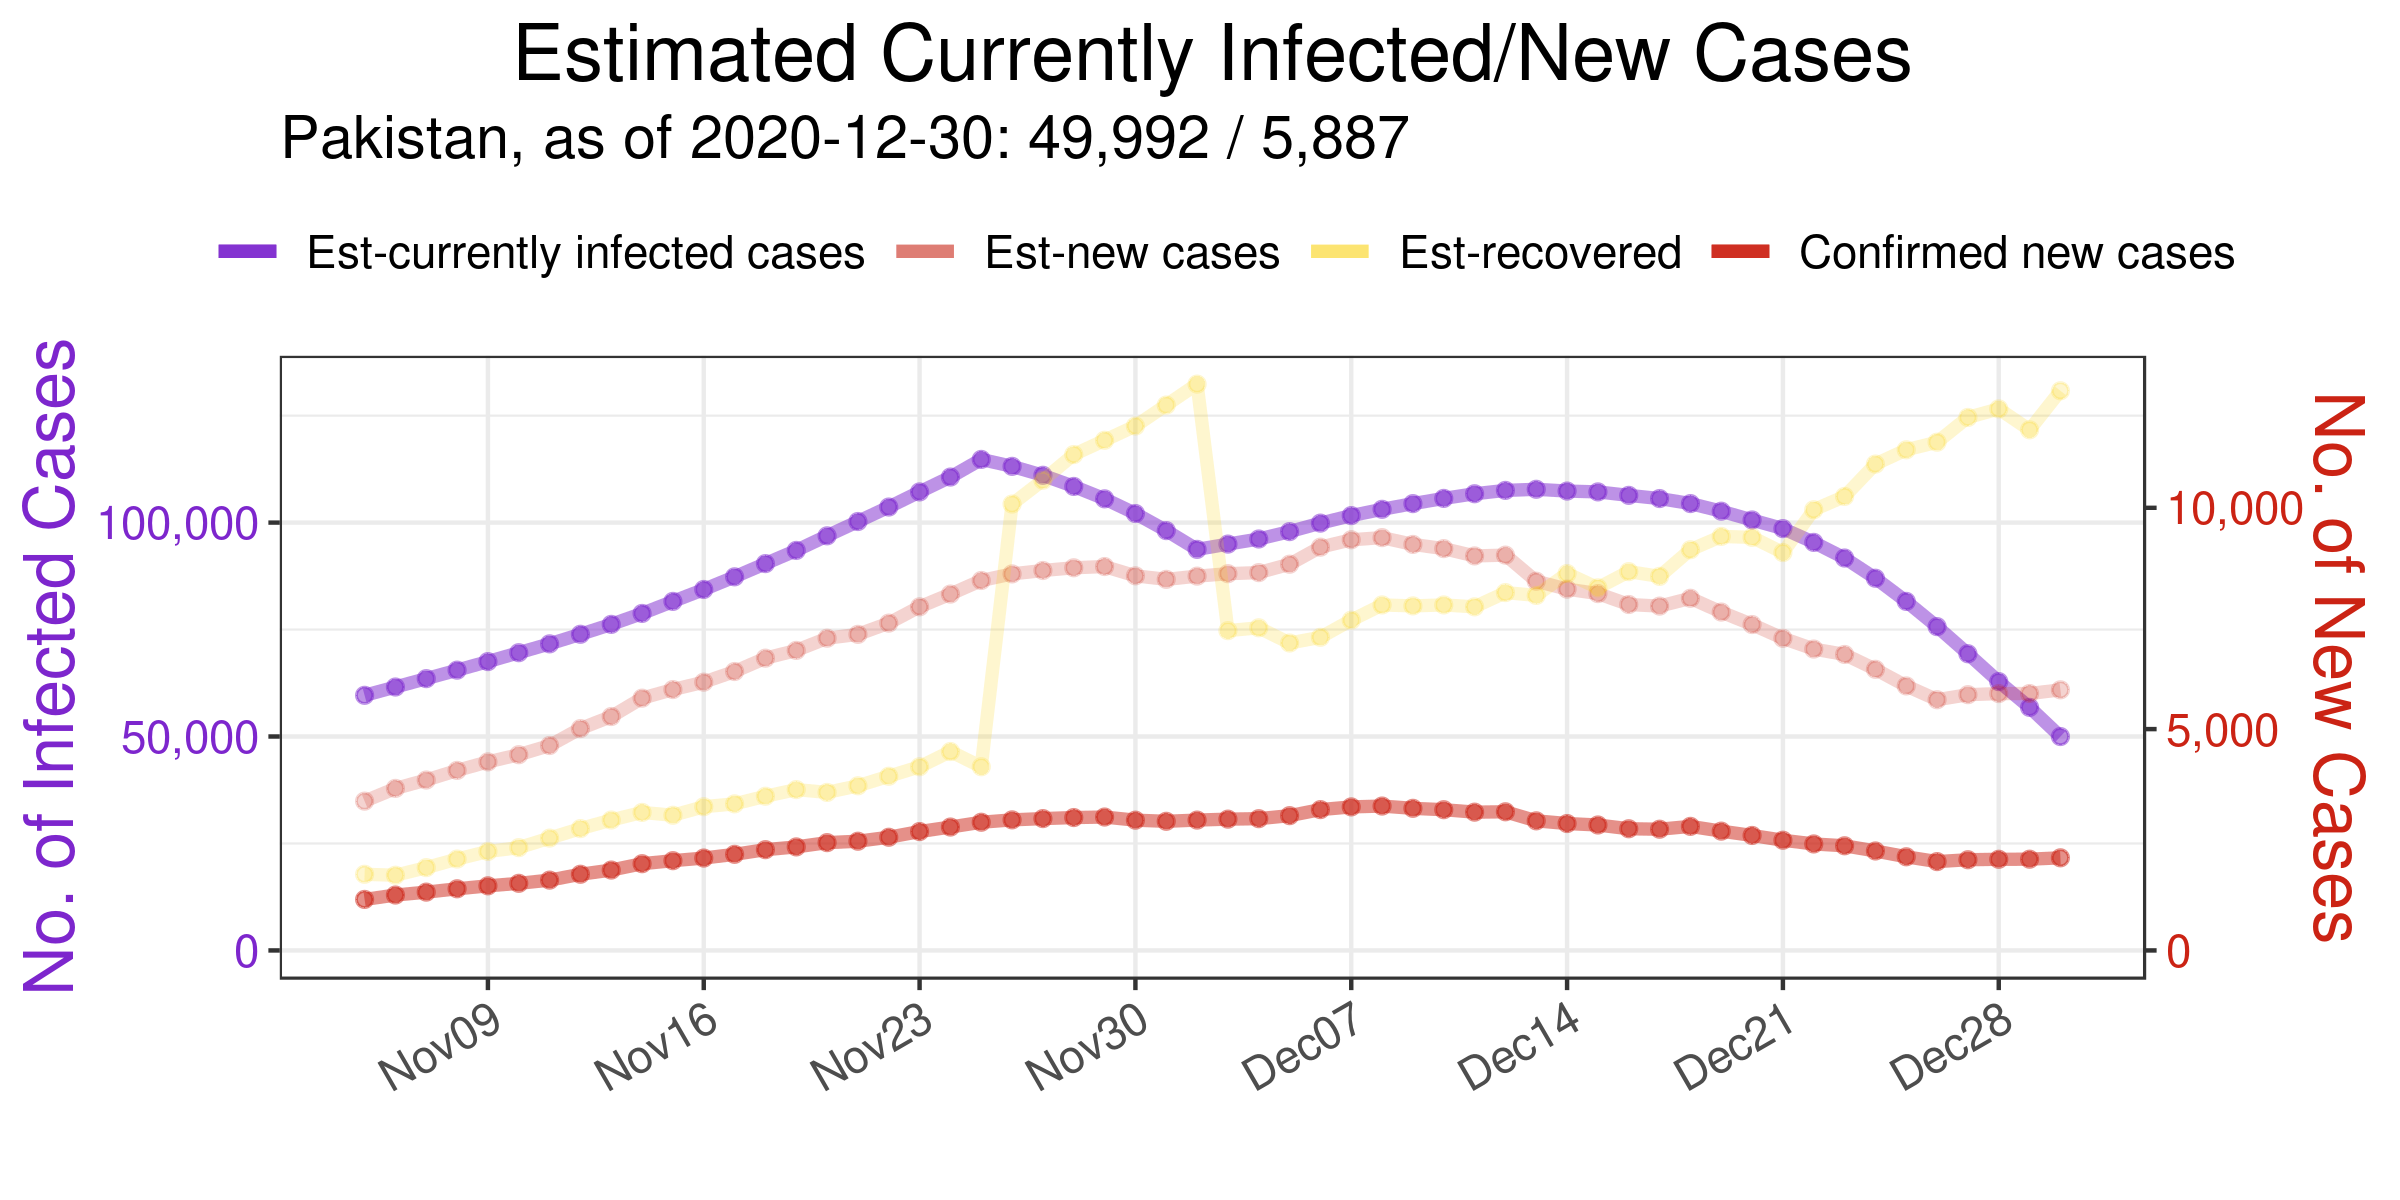 Estimated Currently Infected/New Cases
Pakistan, as of 2020-12-30: 49,992 / 5,887
Est-currently infected cases Est-new cases Est-recovered Confirmed new cases
No. of Infected Cases
100,000
50,000
0
10,000
5,000
0
No. of New Cases
Nov09 Nov16 Nov23 Nov30 Dec07 Dec14 Dec21 Dec28